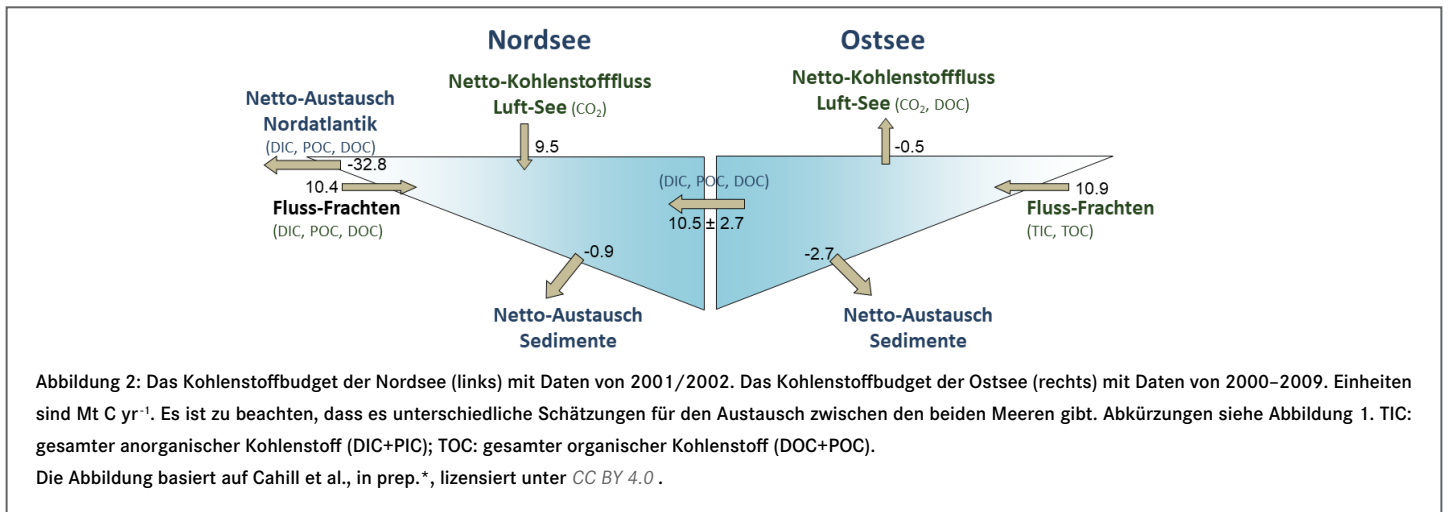 Nordsee
Ostsee
Netto-Austausch
Nordatlantik
(DIC, POC, DOC)
-32.8
10.4
Fluss-Frachten
(DIC, POC, DOC)
Netto-Kohlenstofffluss
Luft-See (CO₂)
9.5
-0.9
Netto-Austausch
Sedimente
(DIC, POC, DOC)
10.5 ± 2.7
Netto-Kohlenstofffluss
Luft-See (CO₂, DOC)
-0.5
10.9
Fluss-Frachten
(TIC, TOC)
-2.7
Netto-Austausch
Sedimente
Abbildung 2: Das Kohlenstoffbudget der Nordsee (links) mit Daten von 2001/2002. Das Kohlenstoffbudget der Ostsee (rechts) mit Daten von 2000–2009. Einheiten
sind Mt C yr⁻¹. Es ist zu beachten, dass es unterschiedliche Schätzungen für den Austausch zwischen den beiden Meeren gibt. Abkürzungen siehe Abbildung 1. TIC:
gesamter anorganischer Kohlenstoff (DIC+PIC); TOC: gesamter organischer Kohlenstoff (DOC+POC).
Die Abbildung basiert auf Cahill et al., in prep.*, lizensiert unter CC BY 4.0 .